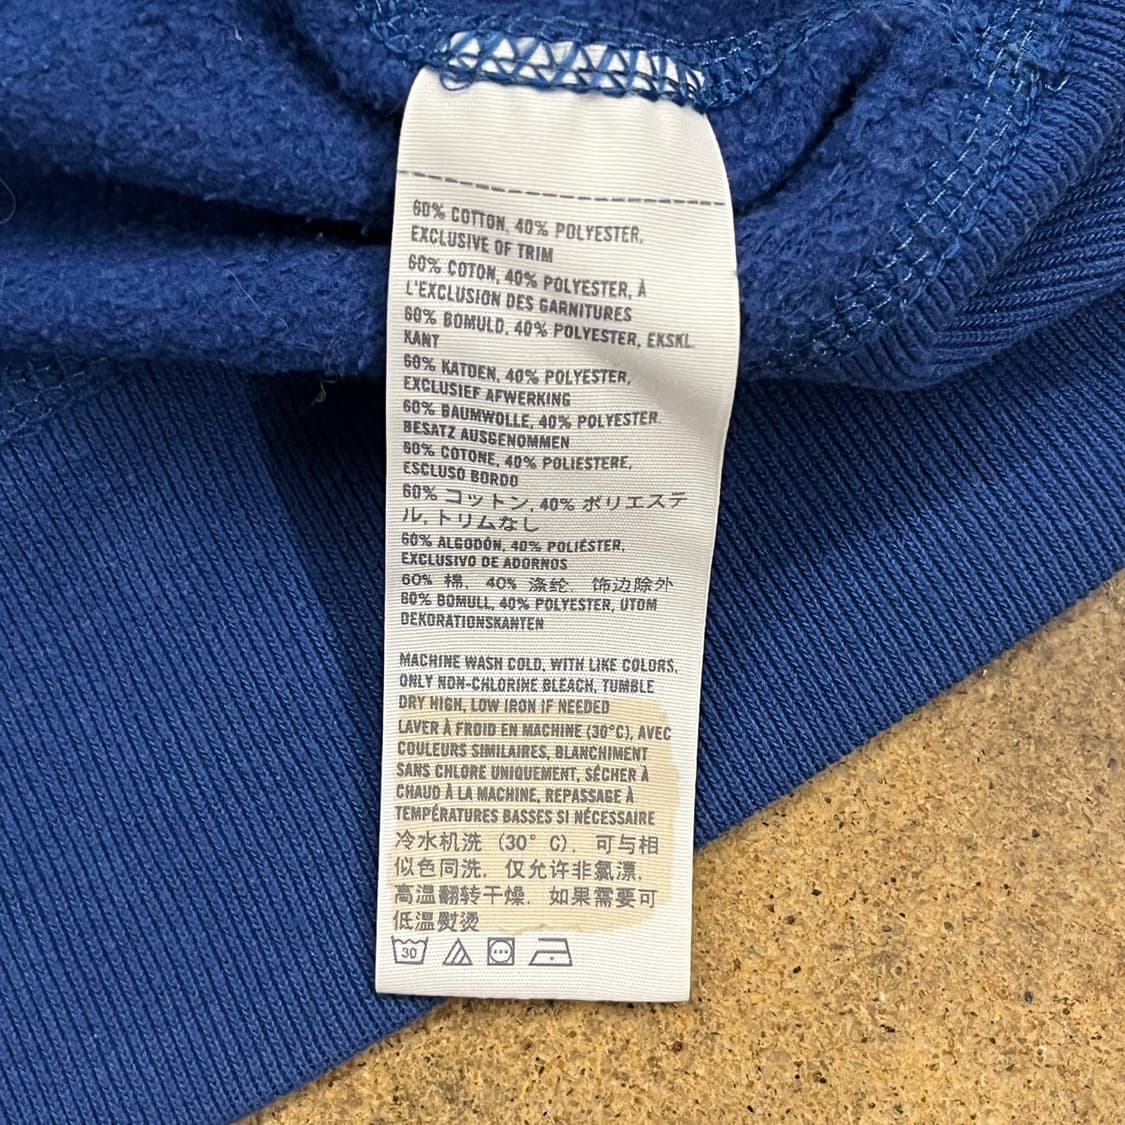 60% COTTON, 40% POLYESTER,
EXCLUSIVE OF TRIM
60% COTON, 40% POLYESTER, À
L'EXCLUSION DES GARNITURES
60% BOMULD, 40% POLYESTER, EKSKL.
KANT
60% KATOEN, 40% POLYESTER,
EXCLUSIEF AFWERKING
60% BAUMWOLLE, 40% POLYESTER.
BESATZ AUSGENOMMEN
60% COTONE, 40% POLIESTERE,
ESCLUSO BORDO
60% コットン, 40% ポリエステ
ル, トリムなし
60% ALGODÓN, 40% POLIÉSTER,
EXCLUSIVO DE ADORNOS
60% 棉, 40% 涤纶, 饰边除外
60% BOMULL, 40% POLYESTER, UTOM
DEKORATIONSKANTEN
MACHINE WASH COLD, WITH LIKE COLORS,
ONLY NON-CHLORINE BLEACH, TUMBLE
DRY HIGH, LOW IRON IF NEEDED
LAVER À FROID EN MACHINE (30°C), AVEC
COULEURS SIMILAIRES, BLANCHIMENT
SANS CHLORE UNIQUEMENT, SÉCHER À
CHAUD À LA MACHINE, REPASSAGE À
TEMPÉRATURES BASSES SI NÉCESSAIRE
冷水机洗 (30° C), 可与相
似色同洗, 仅允许非氯漂,
高温翻转干燥, 如果需要可
低温熨烫
30